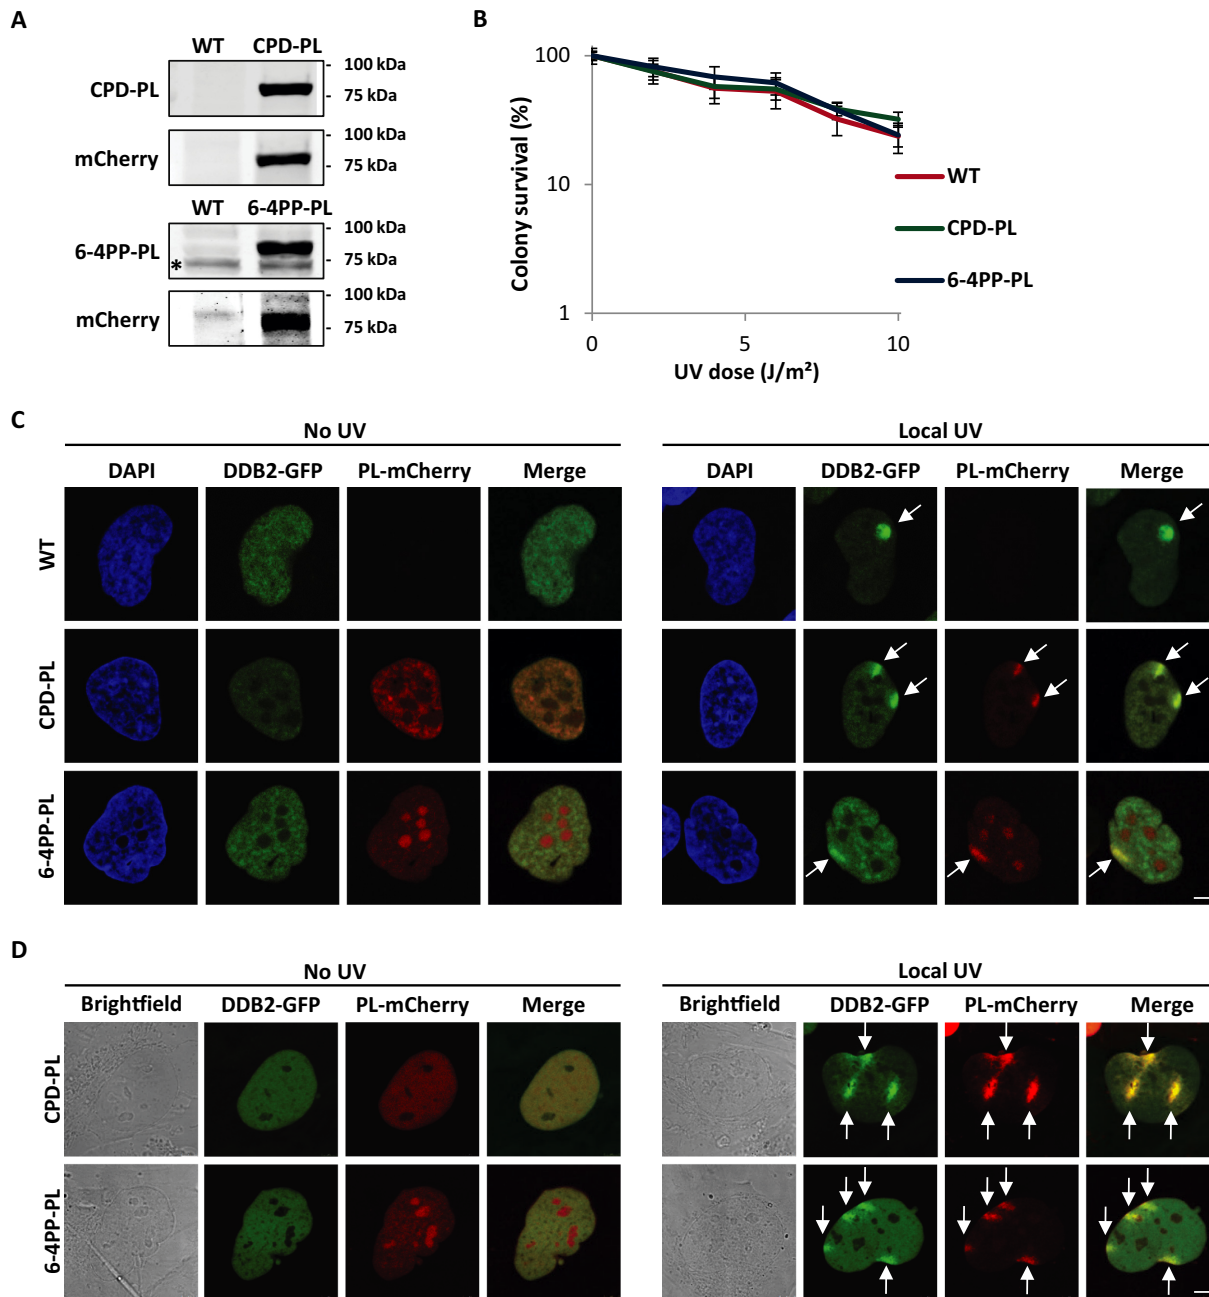 A
WT CPD-PL
CPD-PL
- 100 kDa
- 75 kDa
mCherry
- 100 kDa
- 75 kDa
WT 6-4PP-PL
6-4PP-PL
- 100 kDa
- 75 kDa
*
mCherry
- 100 kDa
- 75 kDa
B
Colony survival (%)
100
10
1
0 5 10
UV dose (J/m²)
WT
CPD-PL
6-4PP-PL
C
No UV
DAPI DDB2-GFP PL-mCherry Merge
Local UV
DAPI DDB2-GFP PL-mCherry Merge
WT
CPD-PL
6-4PP-PL
D
No UV
Brightfield DDB2-GFP PL-mCherry Merge
Local UV
Brightfield DDB2-GFP PL-mCherry Merge
CPD-PL
6-4PP-PL